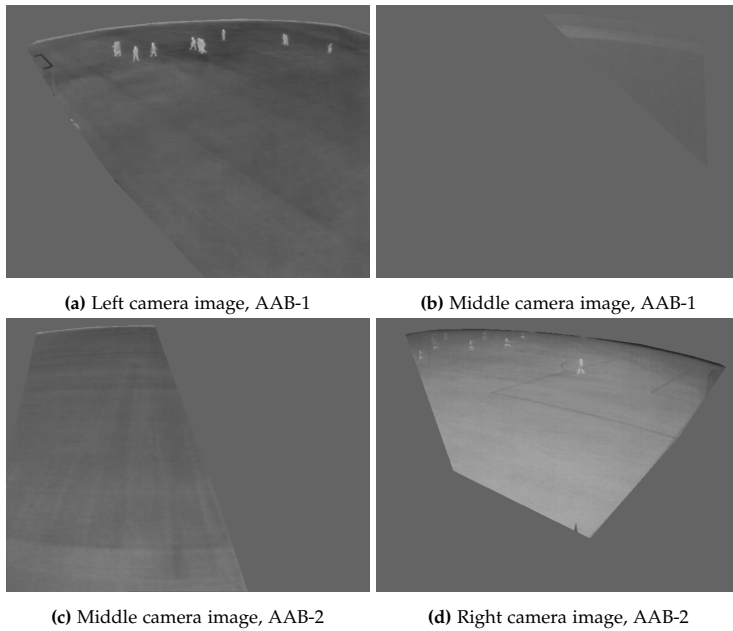 (a) Left camera image, AAB-1
(b) Middle camera image, AAB-1
(c) Middle camera image, AAB-2
(d) Right camera image, AAB-2